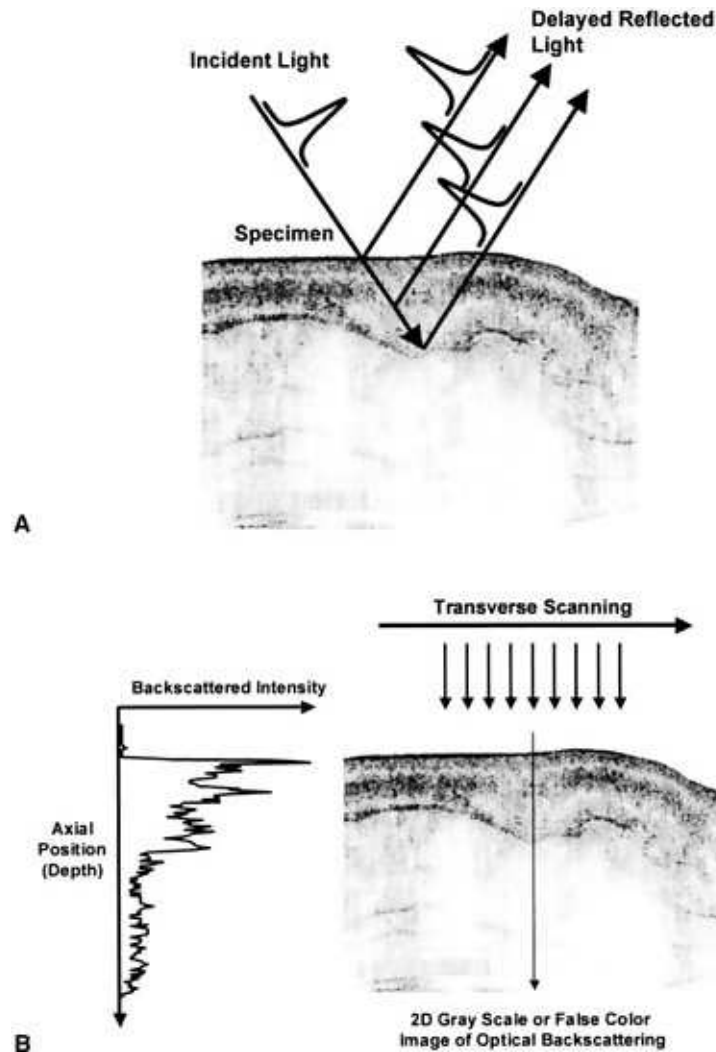 Delayed Reflected
Light
Incident Light
Specimen
A
Transverse Scanning
Backscattered Intensity
Axial
Position
(Depth)
2D Gray Scale or False Color
Image of Optical Backscattering
B